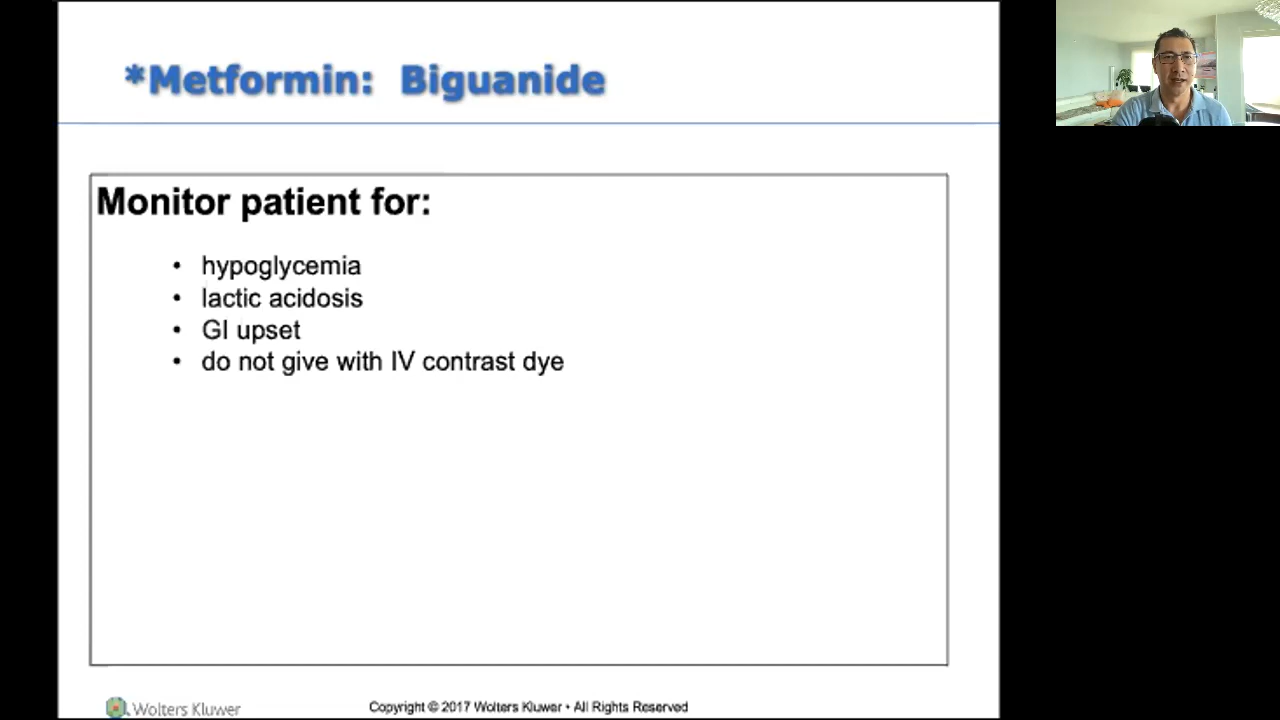 *Metformin: Biguanide
Monitor patient for:
• hypoglycemia
• lactic acidosis
• GI upset
• do not give with IV contrast dye
Wolters Kluwer
Copyright © 2017 Wolters Kluwer • All Rights Reserved